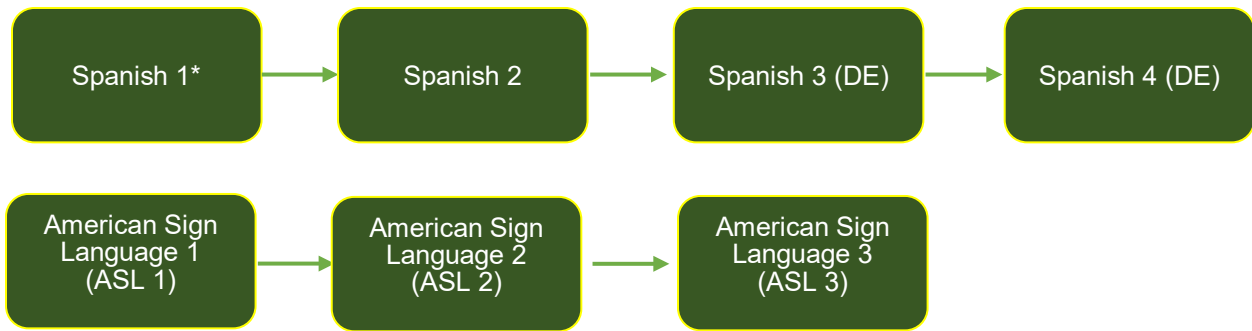 Spanish 1*
Spanish 2
Spanish 3 (DE)
Spanish 4 (DE)
American Sign
Language 1
(ASL 1)
American Sign
Language 2
(ASL 2)
American Sign
Language 3
(ASL 3)